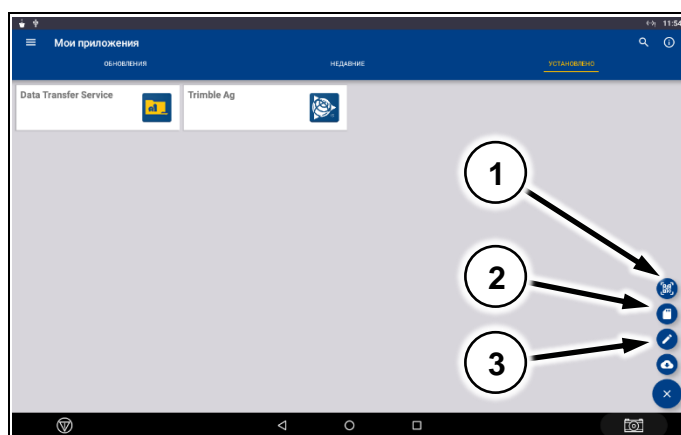 11:54
Мои приложения
ОБНОВЛЕНИЯ
НЕДАВНИЕ
УСТАНОВЛЕНО
Data Transfer Service
Trimble Ag
1
2
3